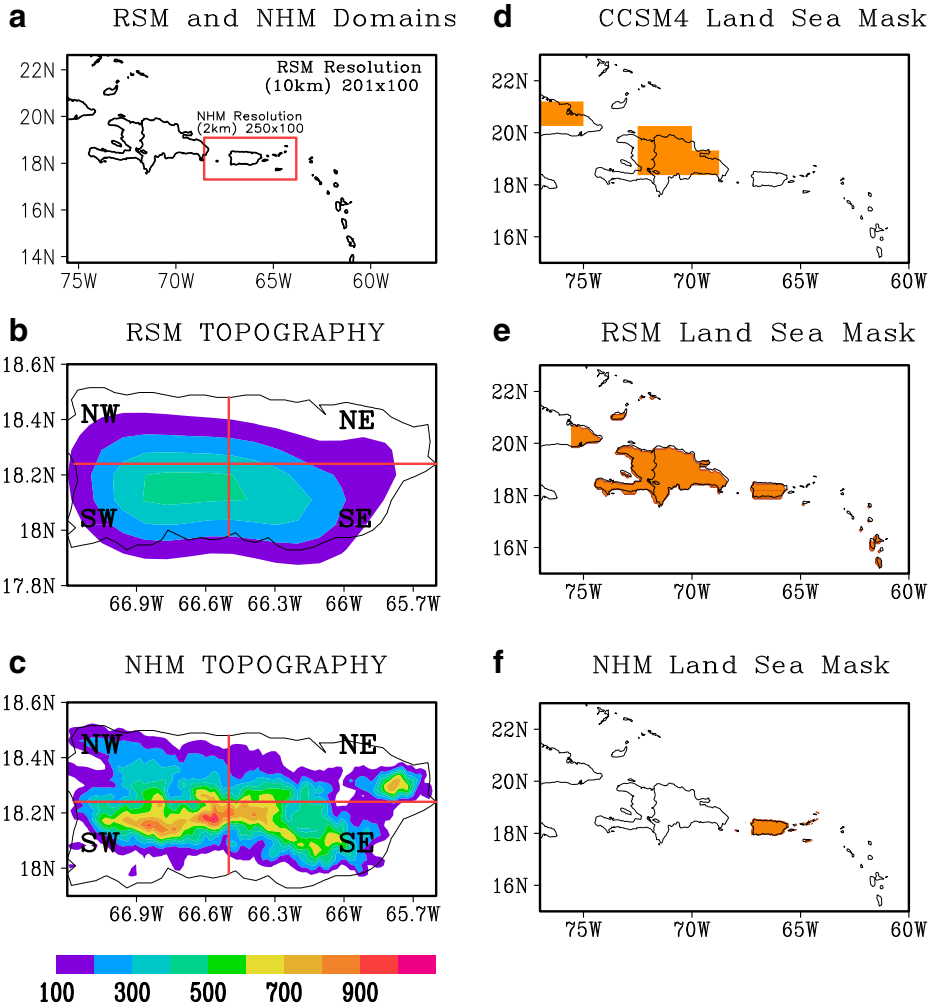 a
RSM and NHM Domains
22N
20N
18N
16N
14N
RSM Resolution
(10km) 201x100
NHM Resolution
(2km) 250x100
75W
70W
65W
60W
b
RSM TOPOGRAPHY
18.6N
18.4N
18.2N
18N
17.8N
NW
NE
SW
SE
66.9W
66.6W
66.3W
66W
65.7W
c
NHM TOPOGRAPHY
18.6N
18.4N
18.2N
18N
NW
NE
SW
SE
66.9W
66.6W
66.3W
66W
65.7W
100
300
500
700
900
d
CCSM4 Land Sea Mask
22N
20N
18N
16N
75W
70W
65W
60W
e
RSM Land Sea Mask
22N
20N
18N
16N
75W
70W
65W
60W
f
NHM Land Sea Mask
22N
20N
18N
16N
75W
70W
65W
60W